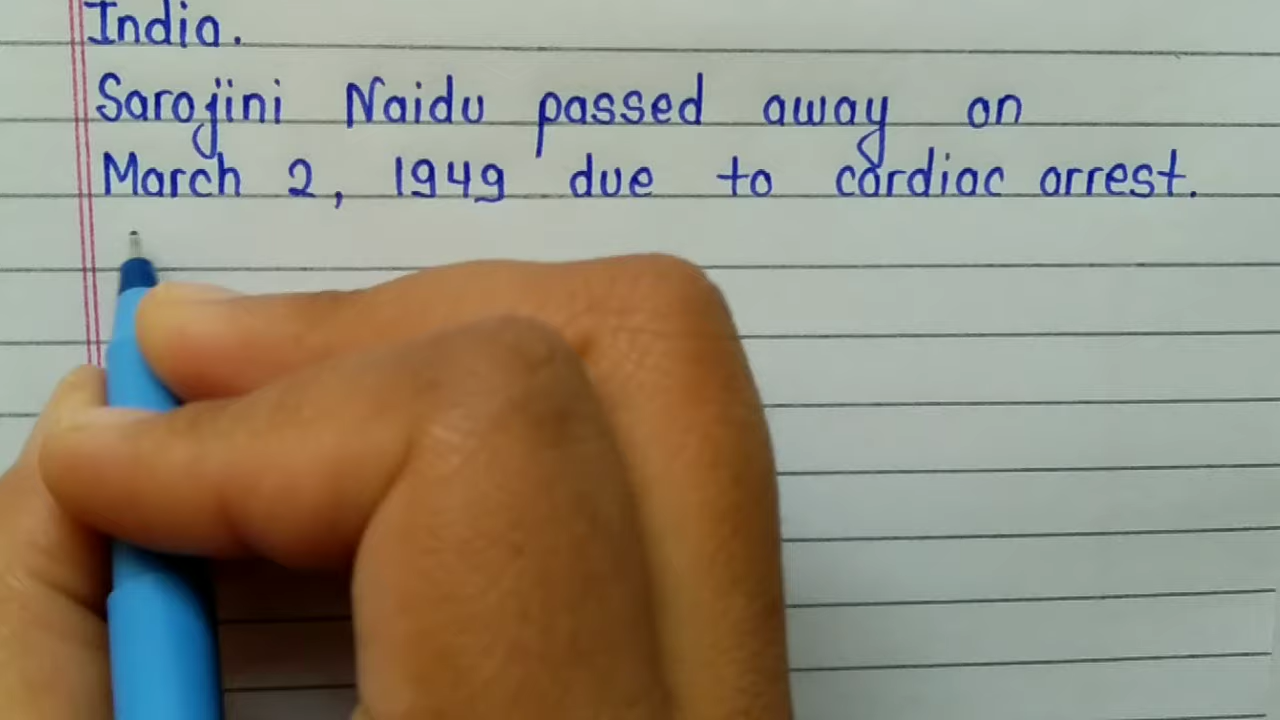 India.
Sarojini Naidu passed away on
March 2, 1949 due to cardiac arrest.